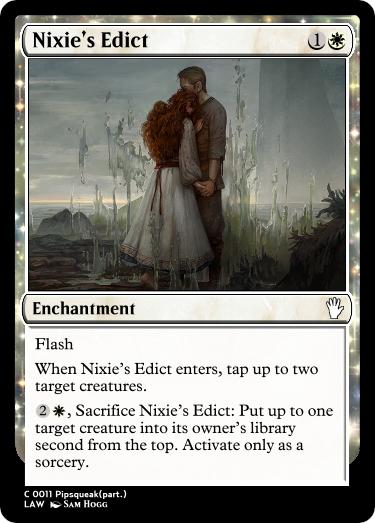 Nixie's Edict 1
Enchantment
Flash
When Nixie's Edict enters, tap up to two
target creatures.
2, Sacrifice Nixie's Edict: Put up to one
target creature into its owner's library
second from the top. Activate only as a
sorcery.
C 0011 Pipsqueak(part.)
LAW Sam Hogg